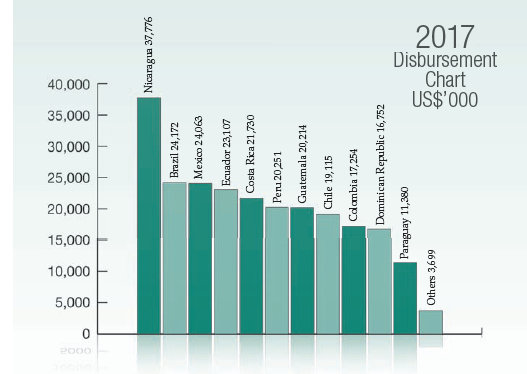 2017
Disbursement
Chart
US$'000
40,000
35,000
30,000
25,000
20,000
15,000
10,000
5,000
0
Nicaragua 37,776
Brazil 24,172
Mexico 24,063
Ecuador 23,107
Costa Rica 21,730
Peru 20,251
Guatemala 20,214
Chile 19,115
Colombia 17,254
Dominican Republic 16,752
Paraguay 11,380
Others 3,699